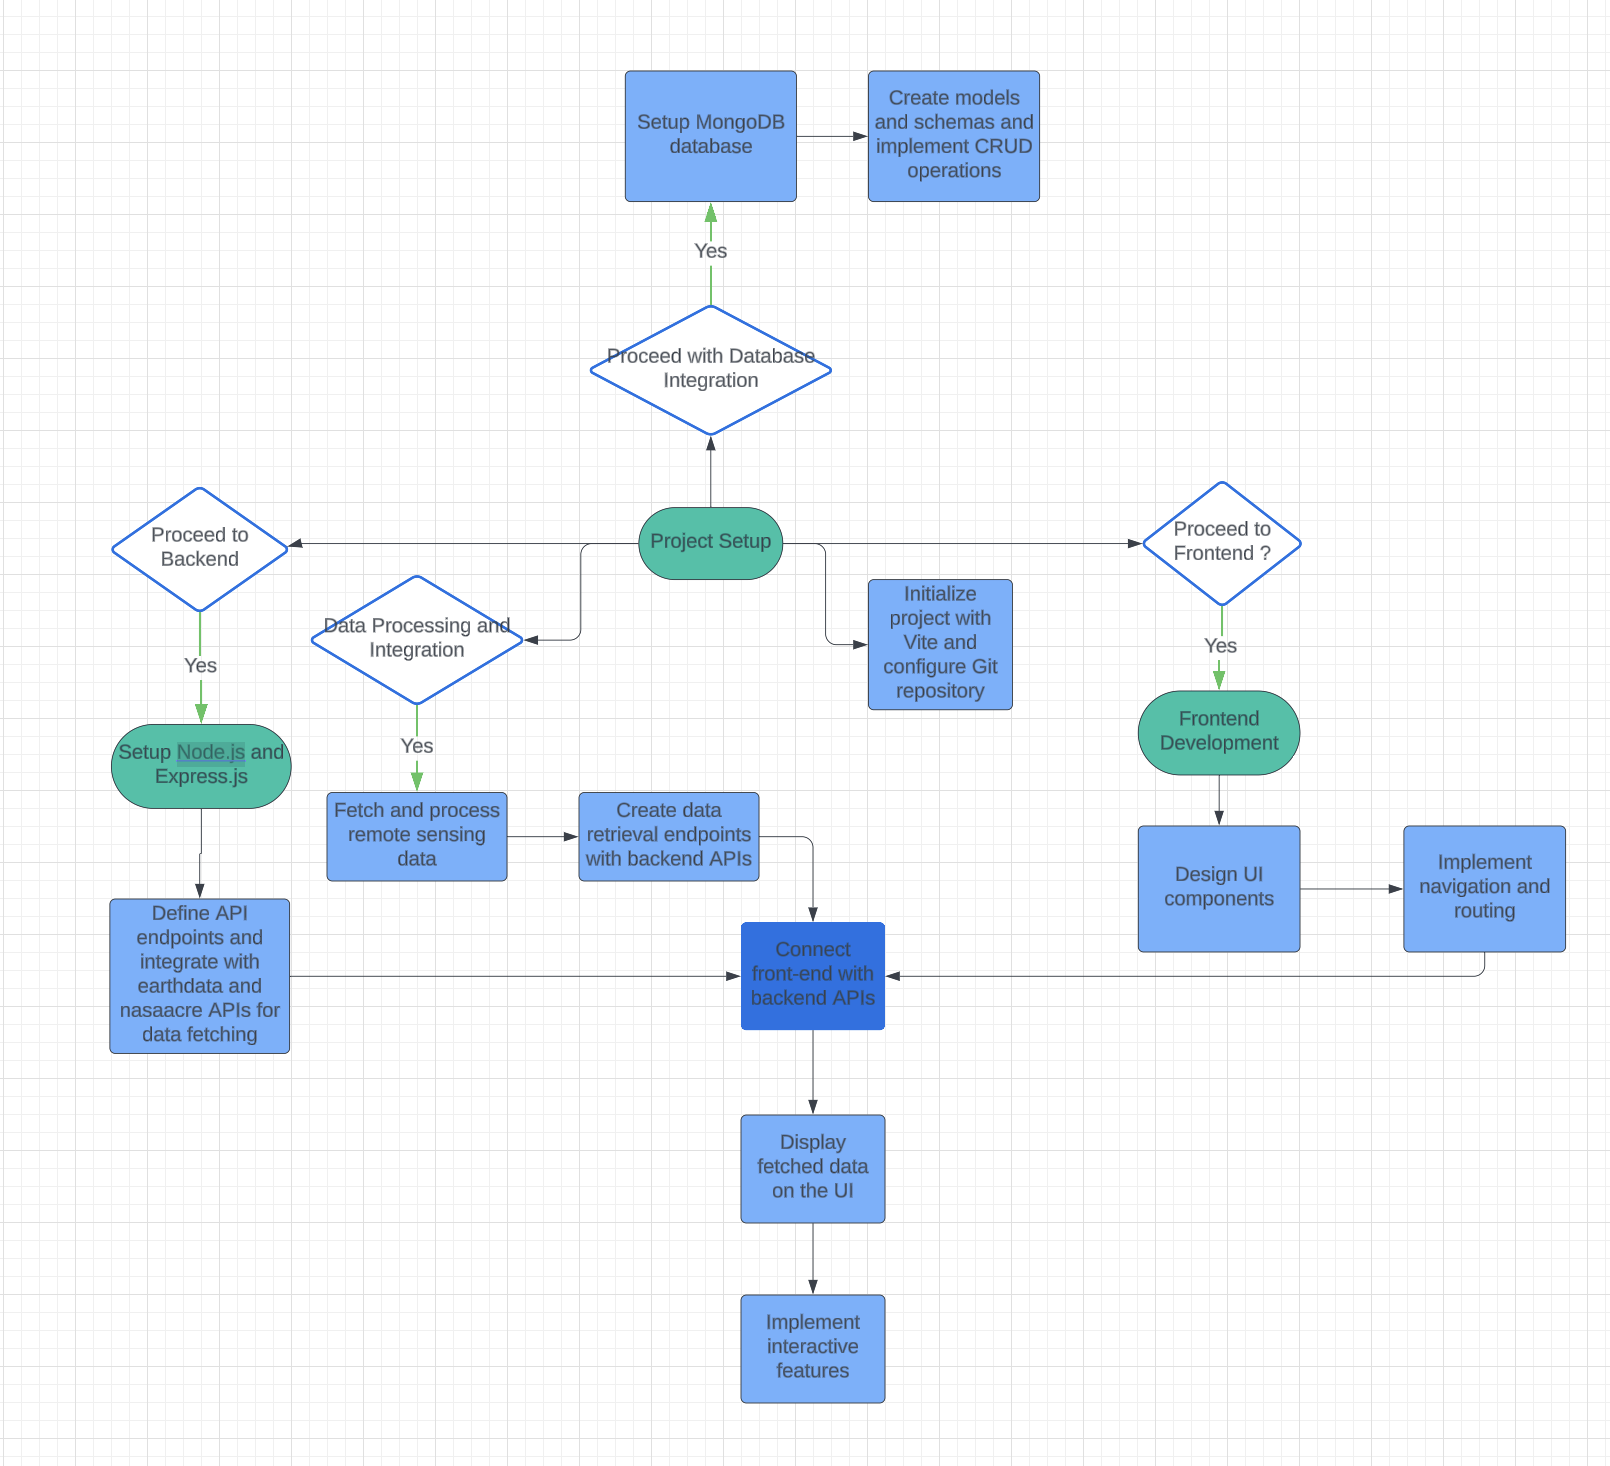 Setup MongoDB
database
Create models
and schemas and
implement CRUD
operations
Yes
Proceed with Database
Integration
Project Setup
Proceed to
Backend
Yes
Setup Node.js and
Express.js
Define API
endpoints and
integrate with
earthdata and
nasaacre APIs for
data fetching
Data Processing and
Integration
Yes
Fetch and process
remote sensing
data
Create data
retrieval endpoints
with backend APIs
Initialize
project with
Vite and
configure Git
repository
Proceed to
Frontend ?
Yes
Frontend
Development
Design UI
components
Implement
navigation and
routing
Connect
front-end with
backend APIs
Display
fetched data
on the UI
Implement
interactive
features